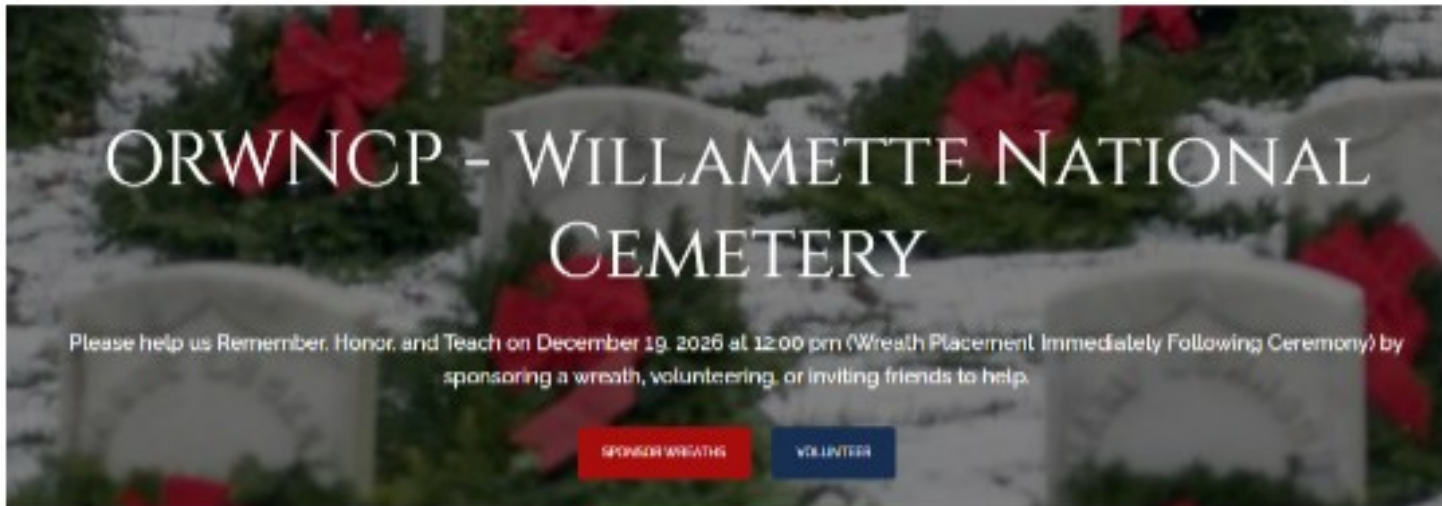 ORWNCP - Willamette National
Cemetery
Please help us Remember, Honor, and Teach on December 19, 2026 at 12:00 pm (Wreath Placement Immediately Following Ceremony) by
sponsoring a wreath, volunteering, or inviting friends to help.
SPONSOR WREATHS VOLUNTEER